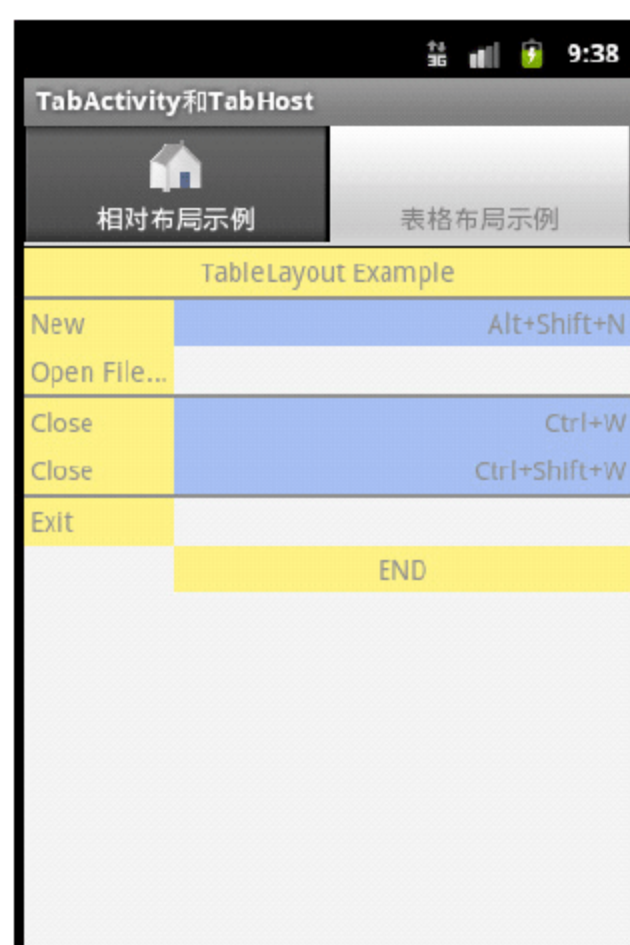 3G 9:38
TabActivity和TabHost
相对布局示例 表格布局示例
TableLayout Example
New Alt+Shift+N
Open File...
Close Ctrl+W
Close Ctrl+Shift+W
Exit
END